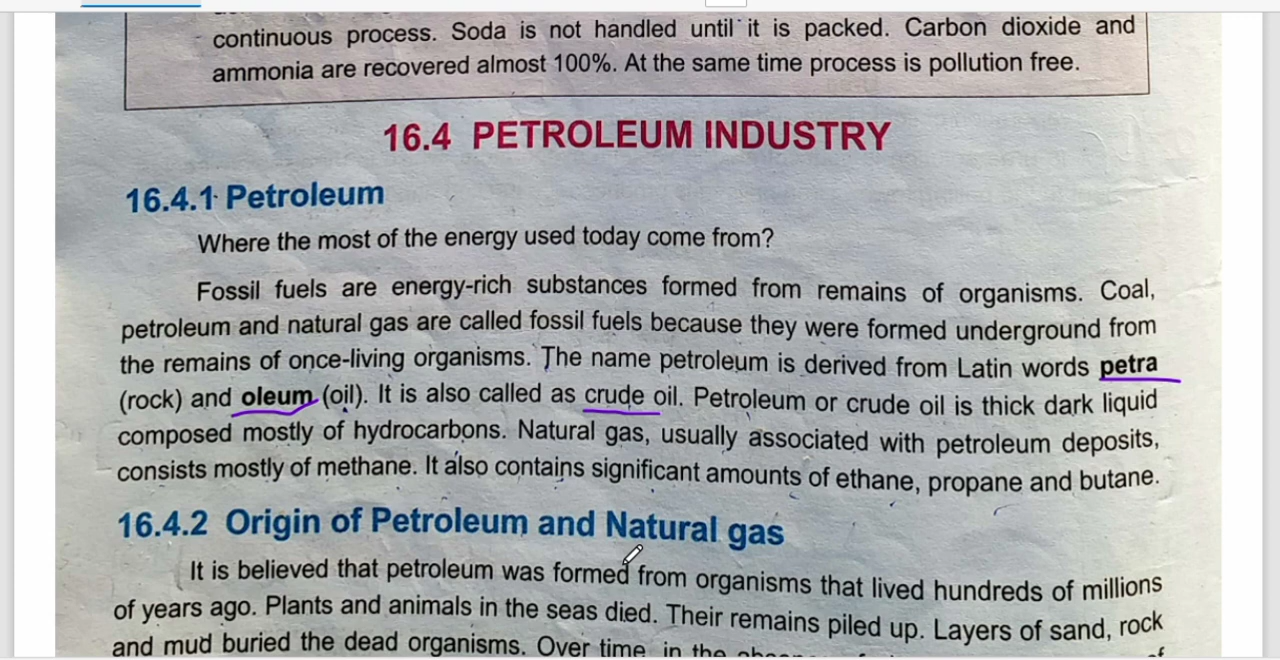 continuous process. Soda is not handled until it is packed. Carbon dioxide and
ammonia are recovered almost 100%. At the same time process is pollution free.
16.4 PETROLEUM INDUSTRY
16.4.1 Petroleum
Where the most of the energy used today come from?
Fossil fuels are energy-rich substances formed from remains of organisms. Coal,
petroleum and natural gas are called fossil fuels because they were formed underground from
the remains of once-living organisms. The name petroleum is derived from Latin words petra
(rock) and oleum (oil). It is also called as crude oil. Petroleum or crude oil is thick dark liquid
composed mostly of hydrocarbons. Natural gas, usually associated with petroleum deposits,
consists mostly of methane. It also contains significant amounts of ethane, propane and butane.
16.4.2 Origin of Petroleum and Natural gas
It is believed that petroleum was formed from organisms that lived hundreds of millions
of years ago. Plants and animals in the seas died. Their remains piled up. Layers of sand, rock
and mud buried the dead organisms. Over time, in the